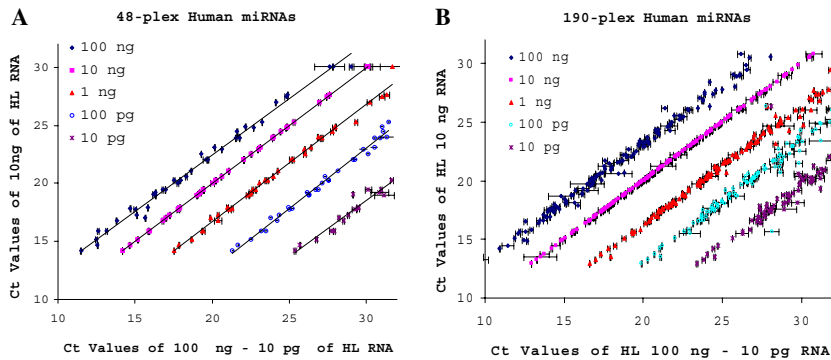 A
48-plex Human miRNAs
Ct Values of 10ng of HL RNA
30
25
20
15
10
100 ng
10 ng
1 ng
100 pg
10 pg
10
15
20
25
30
Ct Values of 100 ng - 10 pg of HL RNA
B
190-plex Human miRNAs
Ct Values of HL 10 ng RNA
30
25
20
15
10
100 ng
10 ng
1 ng
100 pg
10 pg
10
15
20
25
30
Ct Values of HL 100 ng - 10 pg RNA